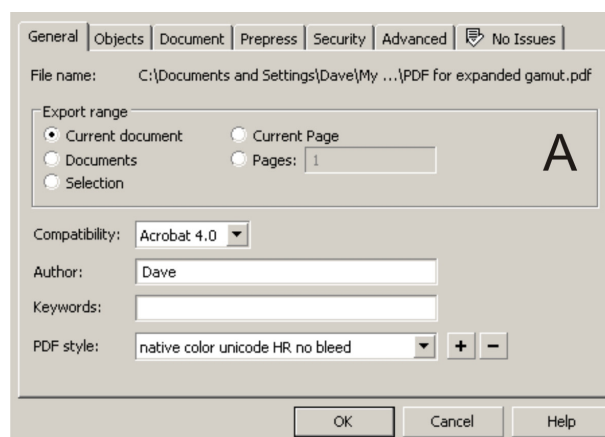 General Objects Document Prepress Security Advanced No Issues
File name: C:\Documents and Settings\Dave\My ...\PDF for expanded gamut.pdf
Export range
Current document Current Page
Documents Pages: 1
Selection
A
Compatibility: Acrobat 4.0
Author: Dave
Keywords:
PDF style: native color unicode HR no bleed + −
OK Cancel Help